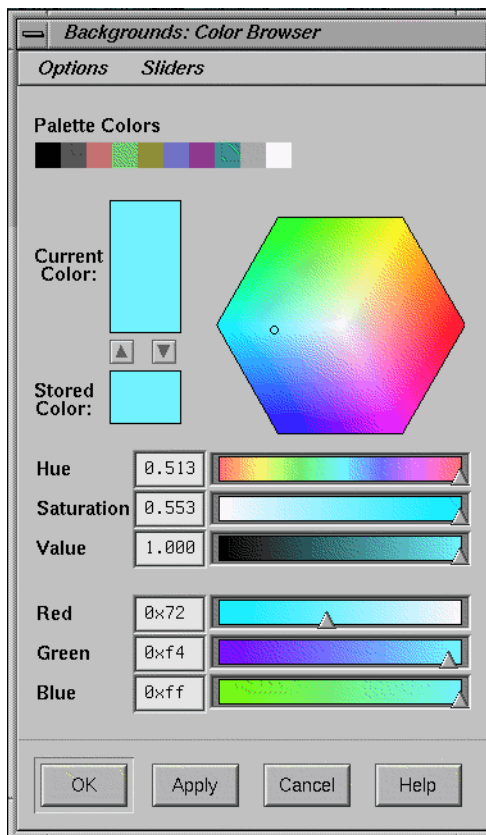 Backgrounds: Color Browser
Options Sliders
Palette Colors
Current
Color:
Stored
Color:
Hue 0.513
Saturation 0.553
Value 1.000
Red 0x72
Green 0xf4
Blue 0xff
OK Apply Cancel Help